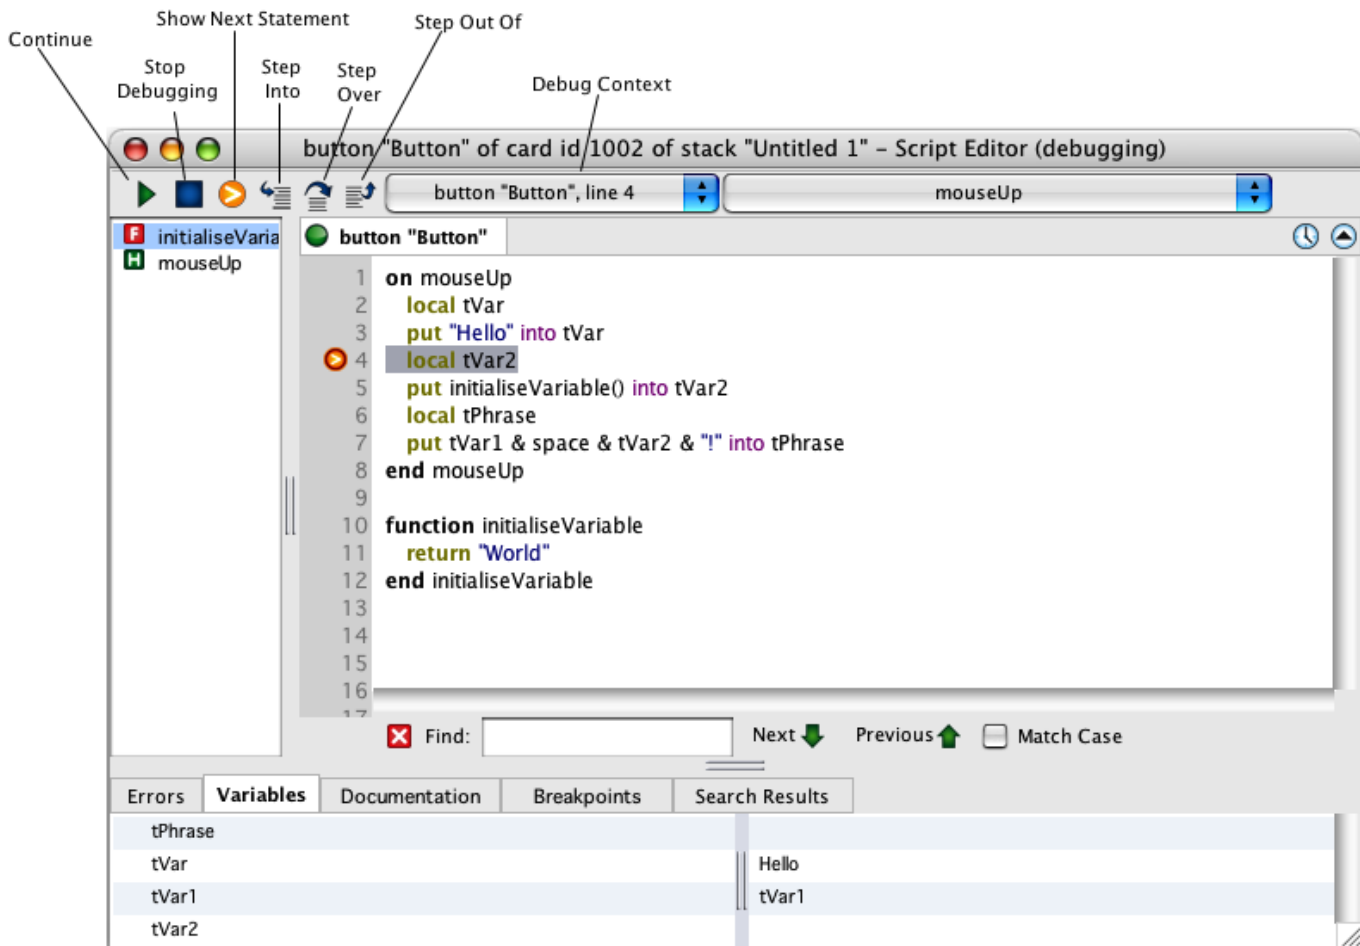 Show Next Statement
Step Out Of
Continue
Stop
Debugging
Step
Into
Step
Over
Debug Context
button "Button" of card id 1002 of stack "Untitled 1" – Script Editor (debugging)
button "Button", line 4
mouseUp
F initialiseVaria
H mouseUp
button "Button"
1 on mouseUp
2 local tVar
3 put "Hello" into tVar
4 local tVar2
5 put initialiseVariable() into tVar2
6 local tPhrase
7 put tVar1 & space & tVar2 & "!" into tPhrase
8 end mouseUp
9
10 function initialiseVariable
11 return "World"
12 end initialiseVariable
13
14
15
16
17
Find:
Next
Previous
Match Case
Errors
Variables
Documentation
Breakpoints
Search Results
tPhrase
tVar Hello
tVar1 tVar1
tVar2